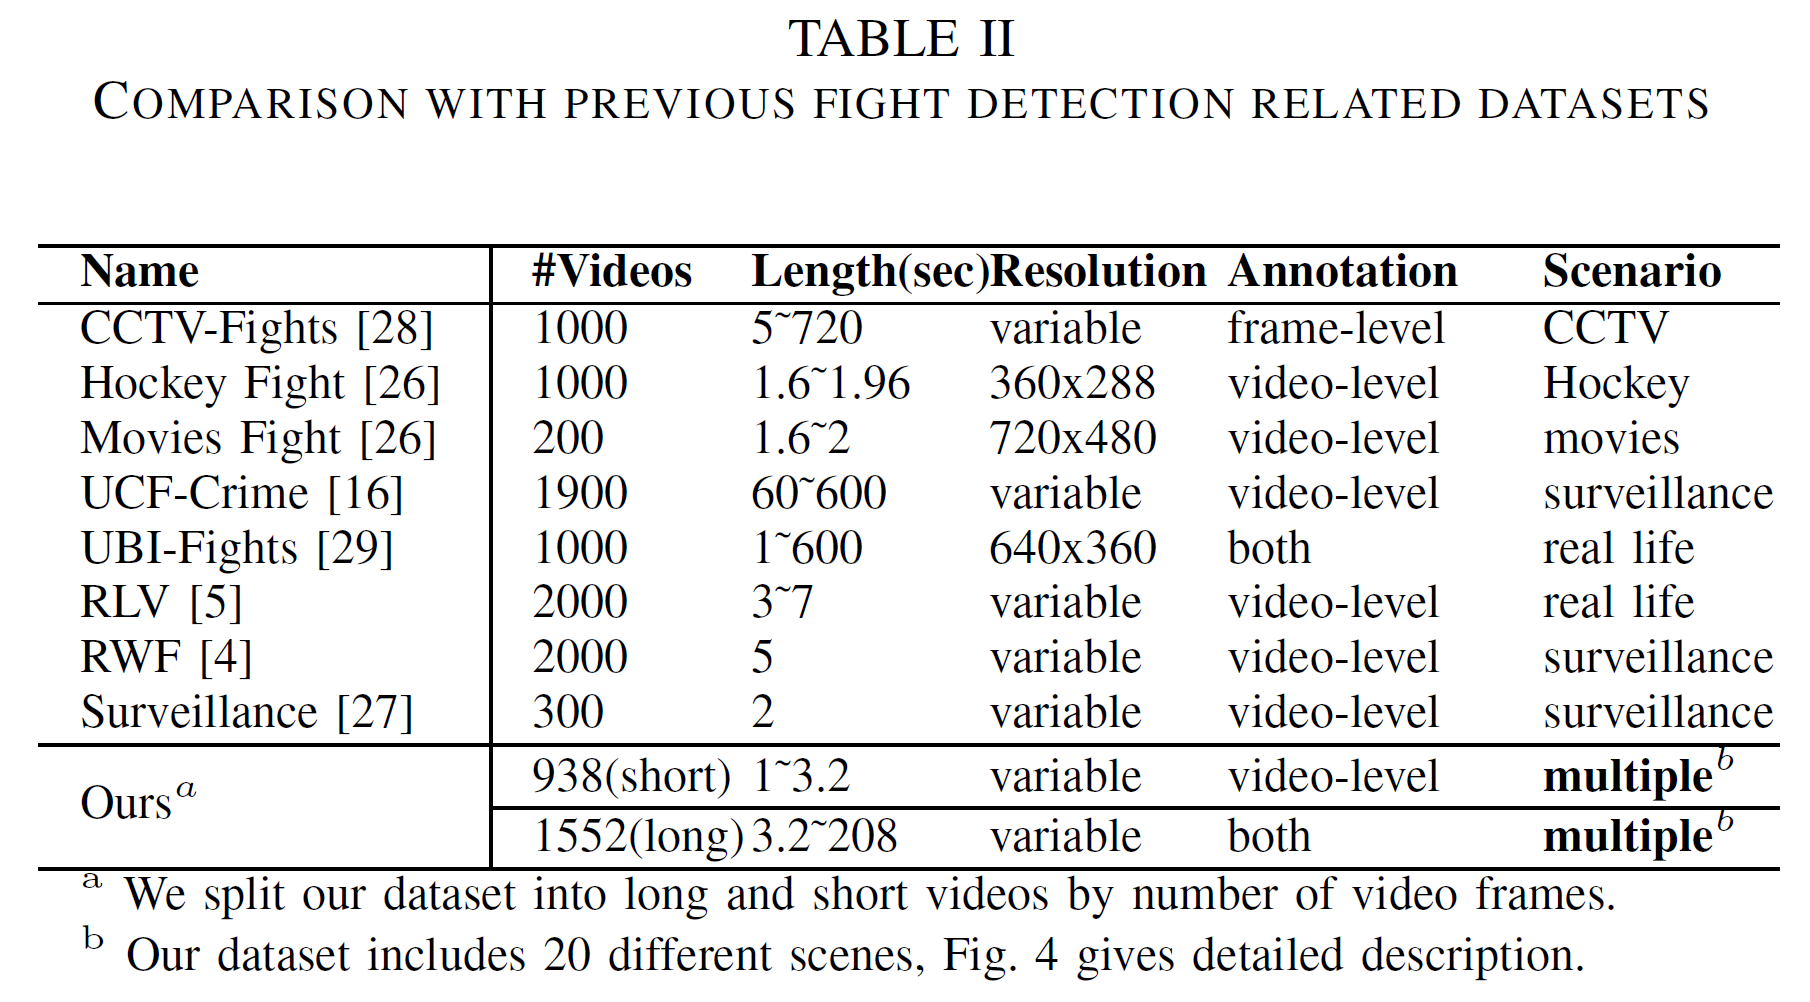 TABLE II
COMPARISON WITH PREVIOUS FIGHT DETECTION RELATED DATASETS
Name #Videos Length(sec) Resolution Annotation Scenario
CCTV-Fights [28] 1000 5~720 variable frame-level CCTV
Hockey Fight [26] 1000 1.6~1.96 360x288 video-level Hockey
Movies Fight [26] 200 1.6~2 720x480 video-level movies
UCF-Crime [16] 1900 60~600 variable video-level surveillance
UBI-Fights [29] 1000 1~600 640x360 both real life
RLV [5] 2000 3~7 variable video-level real life
RWF [4] 2000 5 variable video-level surveillance
Surveillance [27] 300 2 variable video-level surveillance
Ours a 938(short) 1~3.2 variable video-level multiple b
1552(long) 3.2~208 variable both multiple b
a We split our dataset into long and short videos by number of video frames.
b Our dataset includes 20 different scenes, Fig. 4 gives detailed description.